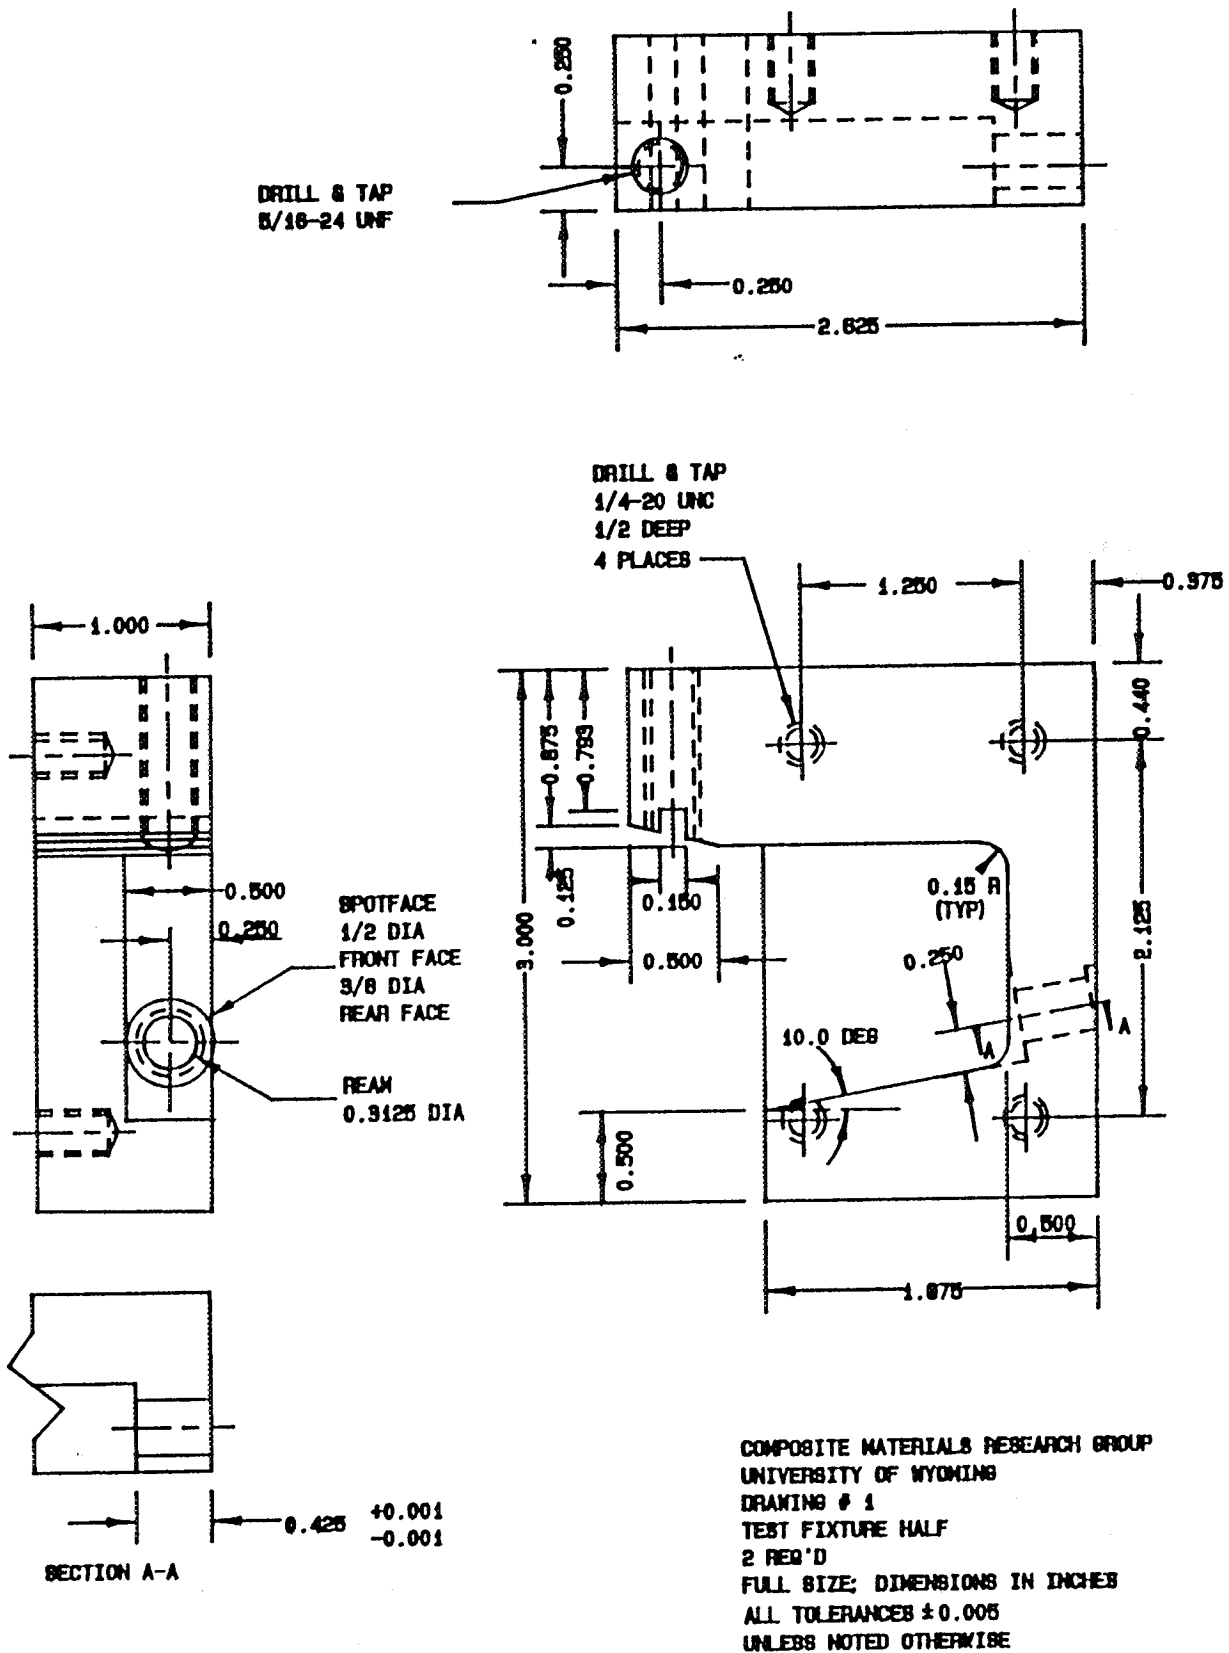 0.250
DRILL & TAP
5/16-24 UNF
0.250
2.625
DRILL & TAP
1/4-20 UNC
1/2 DEEP
4 PLACES
1.250
0.375
1.000
0.440
0.875
0.793
0.500
0.250
SPOTFACE
1/2 DIA
FRONT FACE
3/8 DIA
REAR FACE
0.125
0.150
0.15 R
(TYP)
3.000
2.125
0.500
0.250
10.0 DEG
A
A
REAM
0.3125 DIA
0.500
0.500
1.875
0.425
+0.001
-0.001
SECTION A-A
COMPOSITE MATERIALS RESEARCH GROUP
UNIVERSITY OF WYOMING
DRAWING # 1
TEST FIXTURE HALF
2 REQ'D
FULL SIZE; DIMENSIONS IN INCHES
ALL TOLERANCES ±0.005
UNLESS NOTED OTHERWISE